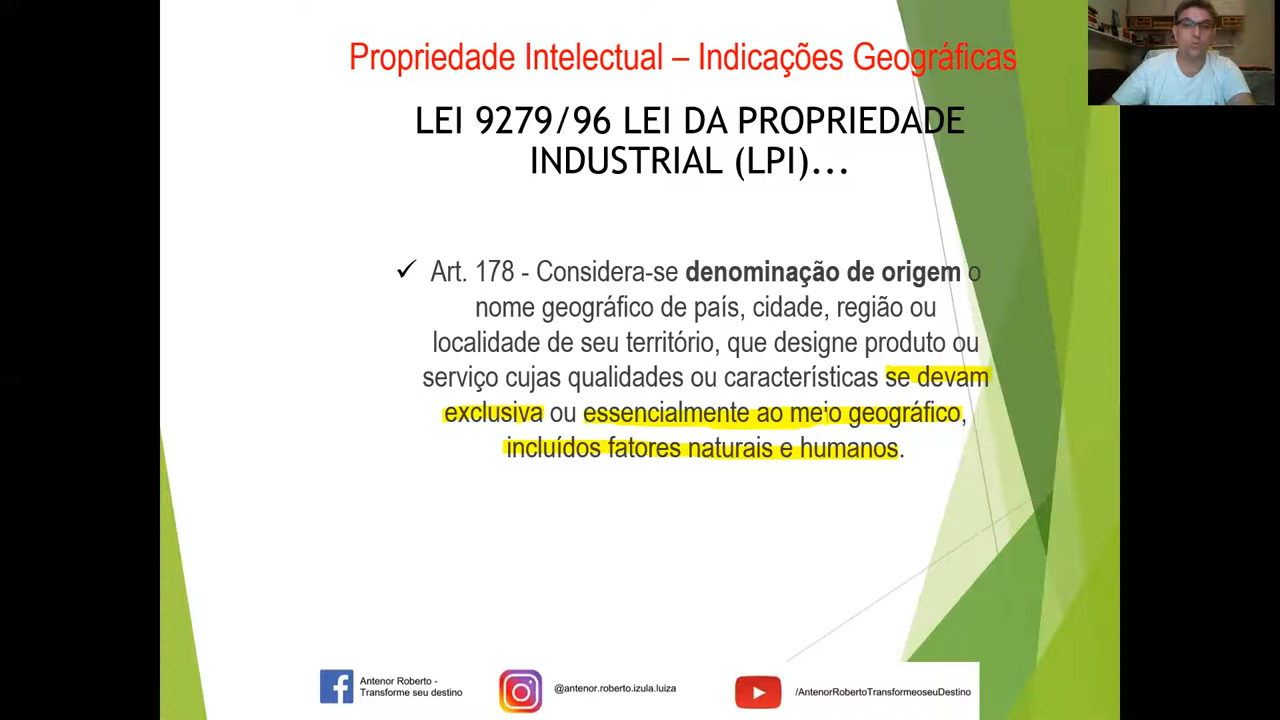 Propriedade Intelectual – Indicações Geográficas
LEI 9279/96 LEI DA PROPRIEDADE
INDUSTRIAL (LPI)...
✓ Art. 178 - Considera-se denominação de origem o
nome geográfico de país, cidade, região ou
localidade de seu território, que designe produto ou
serviço cujas qualidades ou características se devam
exclusiva ou essencialmente ao meio geográfico,
incluídos fatores naturais e humanos.
Antenor Roberto -
Transforme seu destino
@antenor.roberto.izula.luiza
/AntenorRobertoTransformeoseuDestino